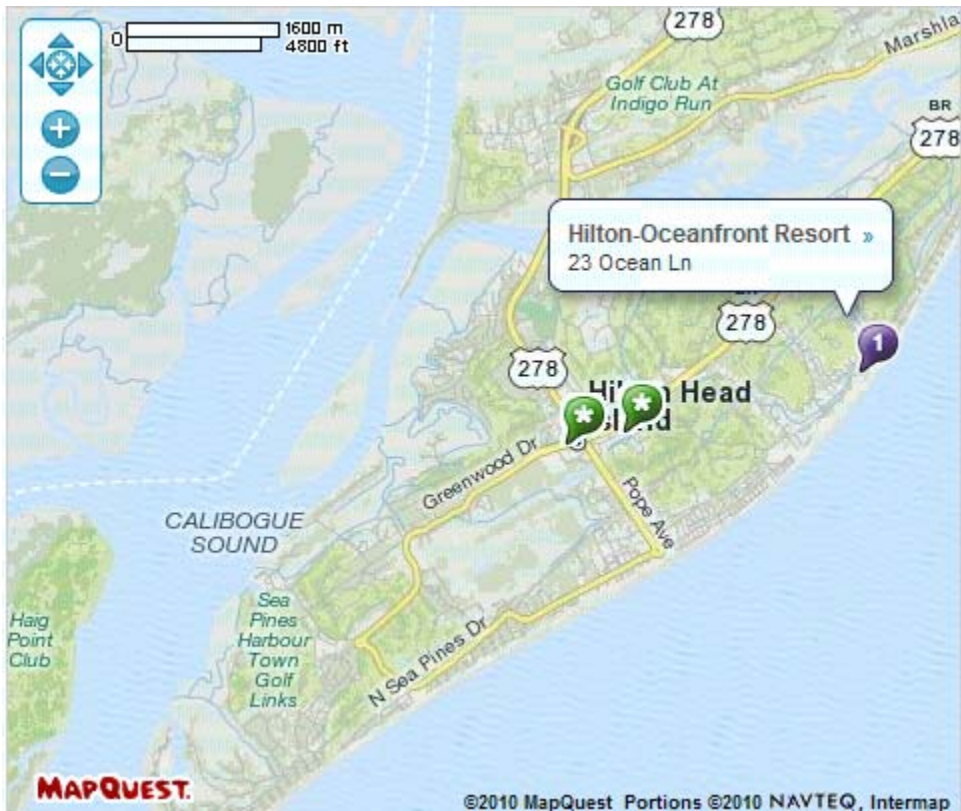 0
1600 m
4800 ft
278
Marshla
Golf Club At
Indigo Run
BR
278
Hilton-Oceanfront Resort »
23 Ocean Ln
278
278
1
Head
Greenwood Dr
Pope Ave
CALIBOGUE
SOUND
Haig
Point
Club
Sea
Pines
Harbour
Town
Golf
Links
N Sea Pines Dr
MAPQUEST.
©2010 MapQuest Portions ©2010 NAVTEQ, Intermap